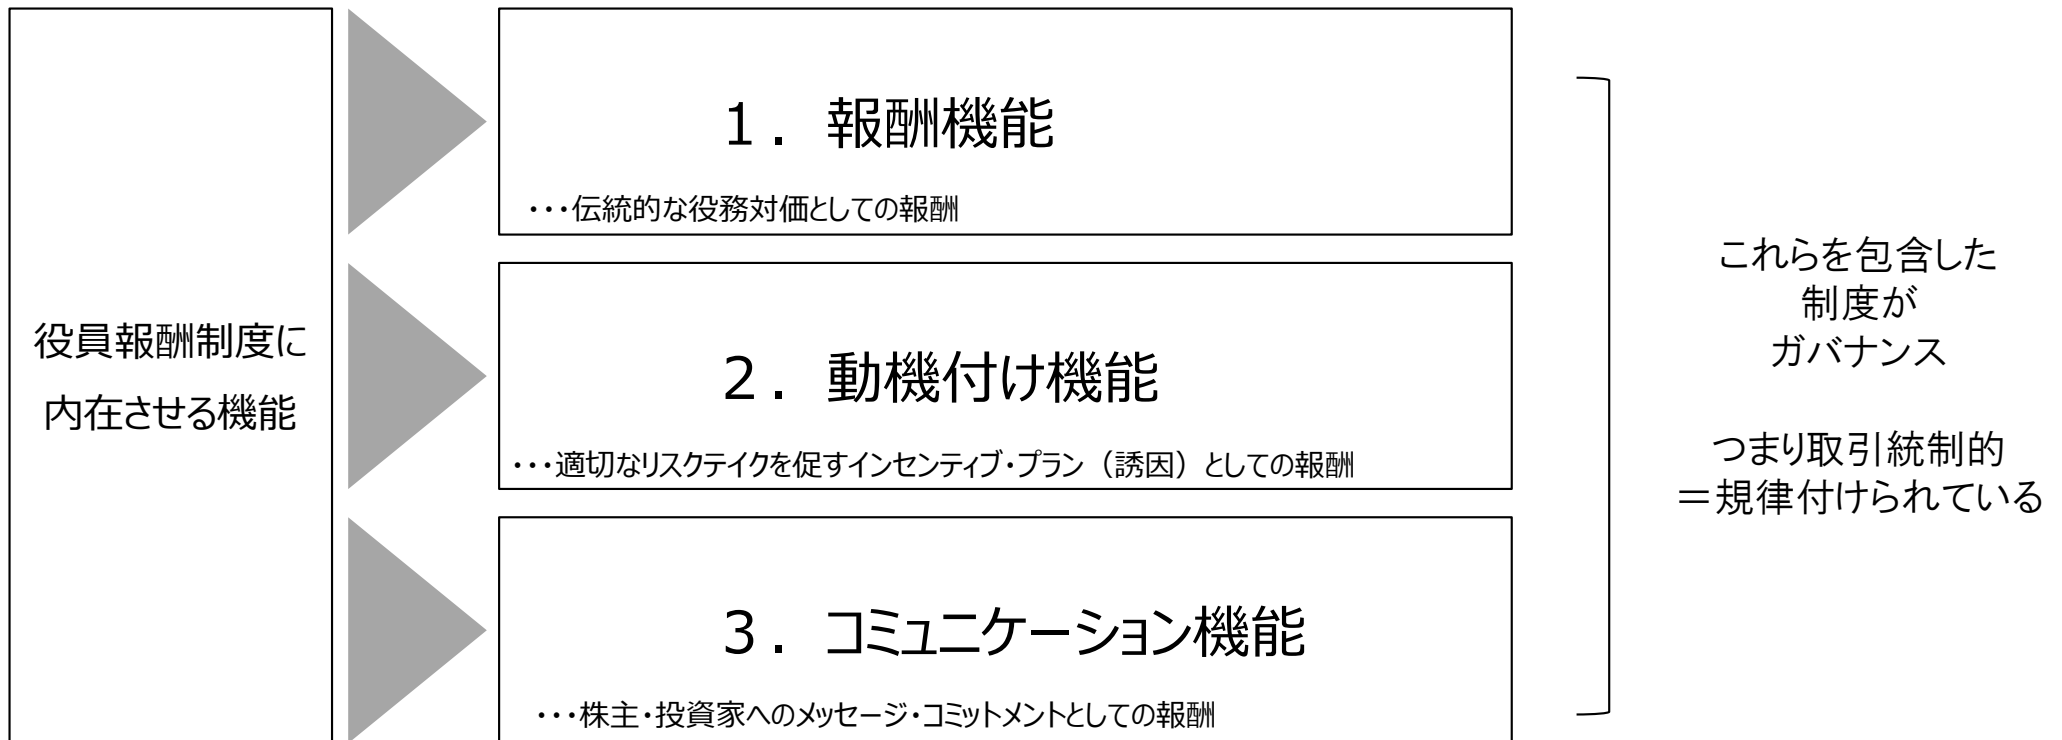 役員報酬制度に
内在させる機能
１．報酬機能
・・・伝統的な役務対価としての報酬
２．動機付け機能
・・・適切なリスクテイクを促すインセンティブ・プラン（誘因）としての報酬
３．コミュニケーション機能
・・・株主・投資家へのメッセージ・コミットメントとしての報酬
これらを包含した
制度が
ガバナンス
つまり取引統制的
＝規律付けられている